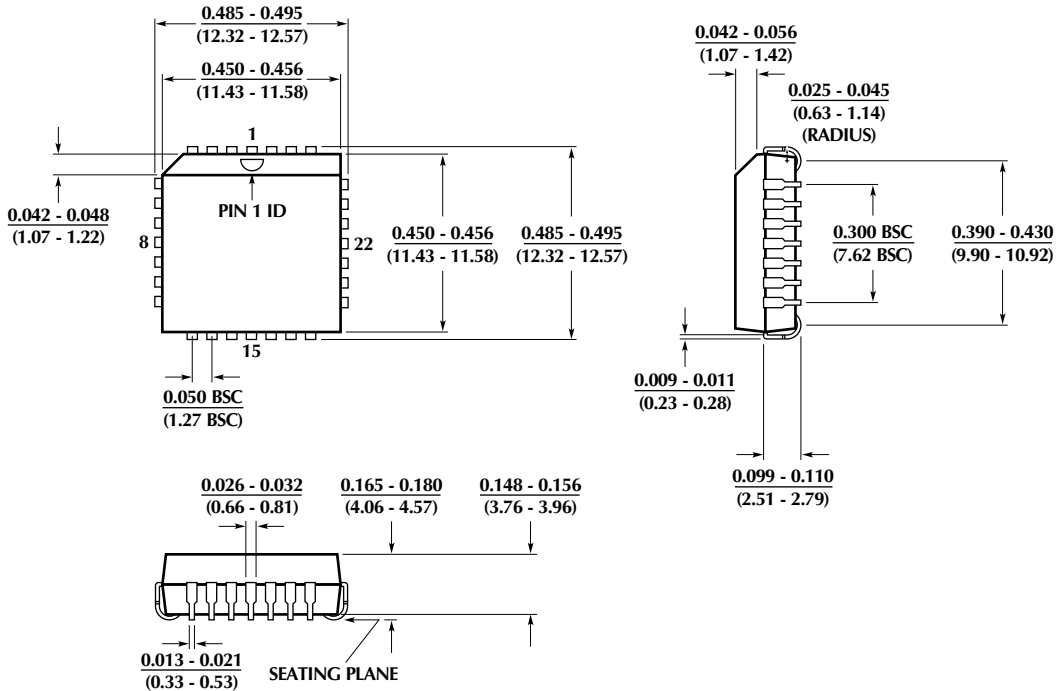 0.485 - 0.495
(12.32 - 12.57)
0.450 - 0.456
(11.43 - 11.58)
1
0.042 - 0.048
(1.07 - 1.22)
PIN 1 ID
8
22
0.450 - 0.456
(11.43 - 11.58)
0.485 - 0.495
(12.32 - 12.57)
15
0.050 BSC
(1.27 BSC)
0.042 - 0.056
(1.07 - 1.42)
0.025 - 0.045
(0.63 - 1.14)
(RADIUS)
0.300 BSC
(7.62 BSC)
0.390 - 0.430
(9.90 - 10.92)
0.009 - 0.011
(0.23 - 0.28)
0.099 - 0.110
(2.51 - 2.79)
0.026 - 0.032
(0.66 - 0.81)
0.165 - 0.180
(4.06 - 4.57)
0.148 - 0.156
(3.76 - 3.96)
0.013 - 0.021
(0.33 - 0.53)
SEATING PLANE